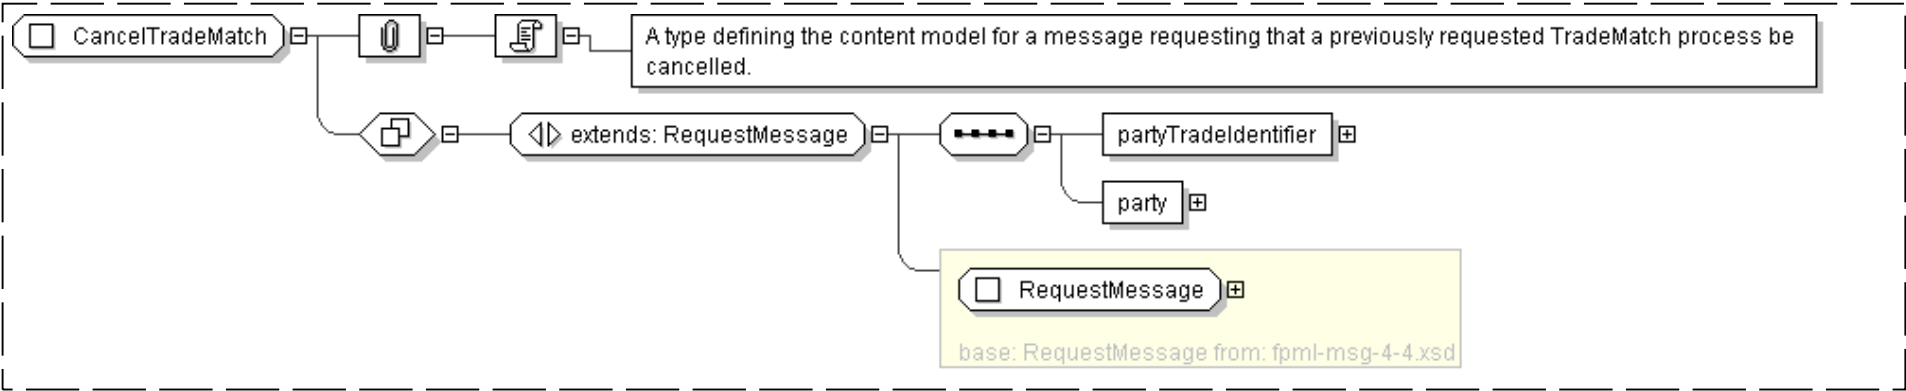 CancelTradeMatch
A type defining the content model for a message requesting that a previously requested TradeMatch process be
cancelled.
extends: RequestMessage
partyTradeIdentifier
party
RequestMessage
base: RequestMessage from: fpml-msg-4-4.xsd